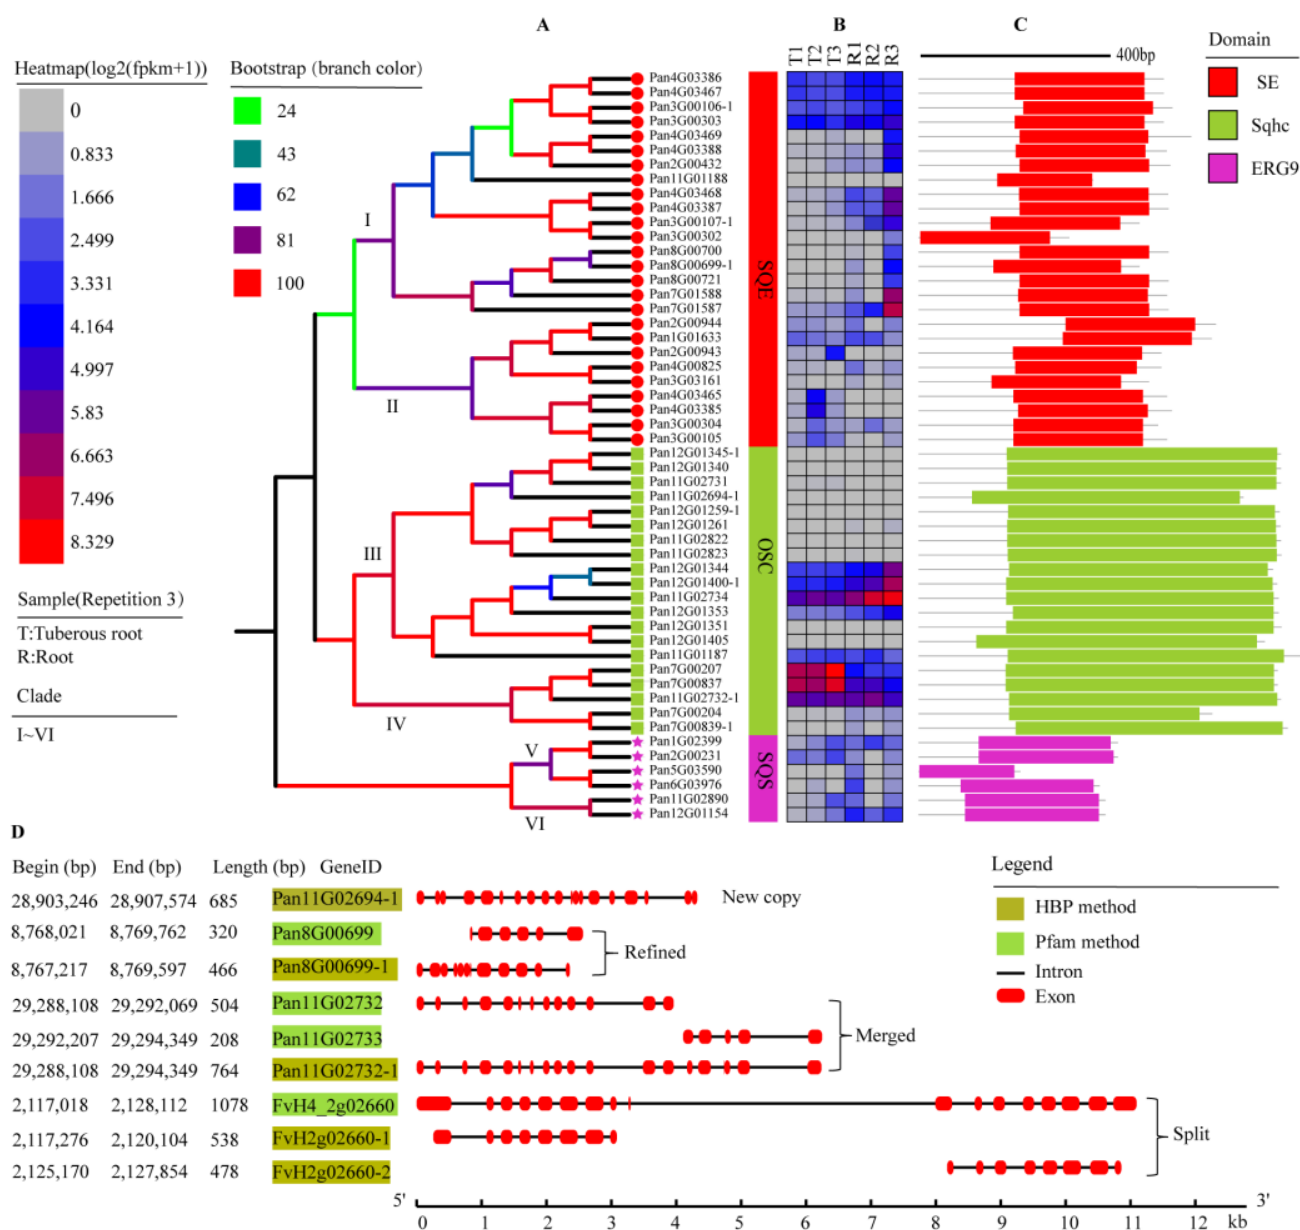 A
B
C
Heatmap(log2(fpkm+1))
0
0.833
1.666
2.499
3.331
4.164
4.997
5.83
6.663
7.496
8.329
Sample(Repetition 3)
T:Tuberous root
R:Root
Clade
I~VI
Bootstrap (branch color)
24
43
62
81
100
I
II
III
IV
V
VI
T1 T2 T3 R1 R2 R3
400bp
Domain
SE
Sqhc
ERG9
Pan4G03386
Pan4G03467
Pan3G00106-1
Pan3G00303
Pan4G03469
Pan4G03388
Pan2G00432
Pan11G01188
Pan4G03468
Pan4G03387
Pan3G00107-1
Pan3G00302
Pan8G00700
Pan8G00699-1
Pan8G00721
Pan7G01588
Pan7G01587
Pan2G00944
Pan1G01633
Pan2G00943
Pan4G00825
Pan3G03161
Pan4G03465
Pan4G03385
Pan3G00304
Pan3G00105
Pan12G01345-1
Pan12G01340
Pan11G02731
Pan11G02694-1
Pan12G01259-1
Pan12G01261
Pan11G02822
Pan11G02823
Pan12G01344
Pan12G01400-1
Pan11G02734
Pan12G01353
Pan12G01351
Pan12G01405
Pan11G01187
Pan7G00207
Pan7G00837
Pan11G02732-1
Pan7G00204
Pan7G00839-1
Pan1G02399
Pan2G00231
Pan5G03590
Pan6G03976
Pan11G02890
Pan12G01154
SQE
OSC
SQS
D
Begin (bp) End (bp) Length (bp) GeneID
28,903,246 28,907,574 685 Pan11G02694-1 New copy
8,768,021 8,769,762 320 Pan8G00699
Refined
8,767,217 8,769,597 466 Pan8G00699-1
29,288,108 29,292,069 504 Pan11G02732
29,292,207 29,294,349 208 Pan11G02733
Merged
29,288,108 29,294,349 764 Pan11G02732-1
2,117,018 2,128,112 1078 FvH4_2g02660
2,117,276 2,120,104 538 FvH2g02660-1
Split
2,125,170 2,127,854 478 FvH2g02660-2
Legend
HBP method
Pfam method
Intron
Exon
5' 3'
0 1 2 3 4 5 6 7 8 9 10 11 12 kb